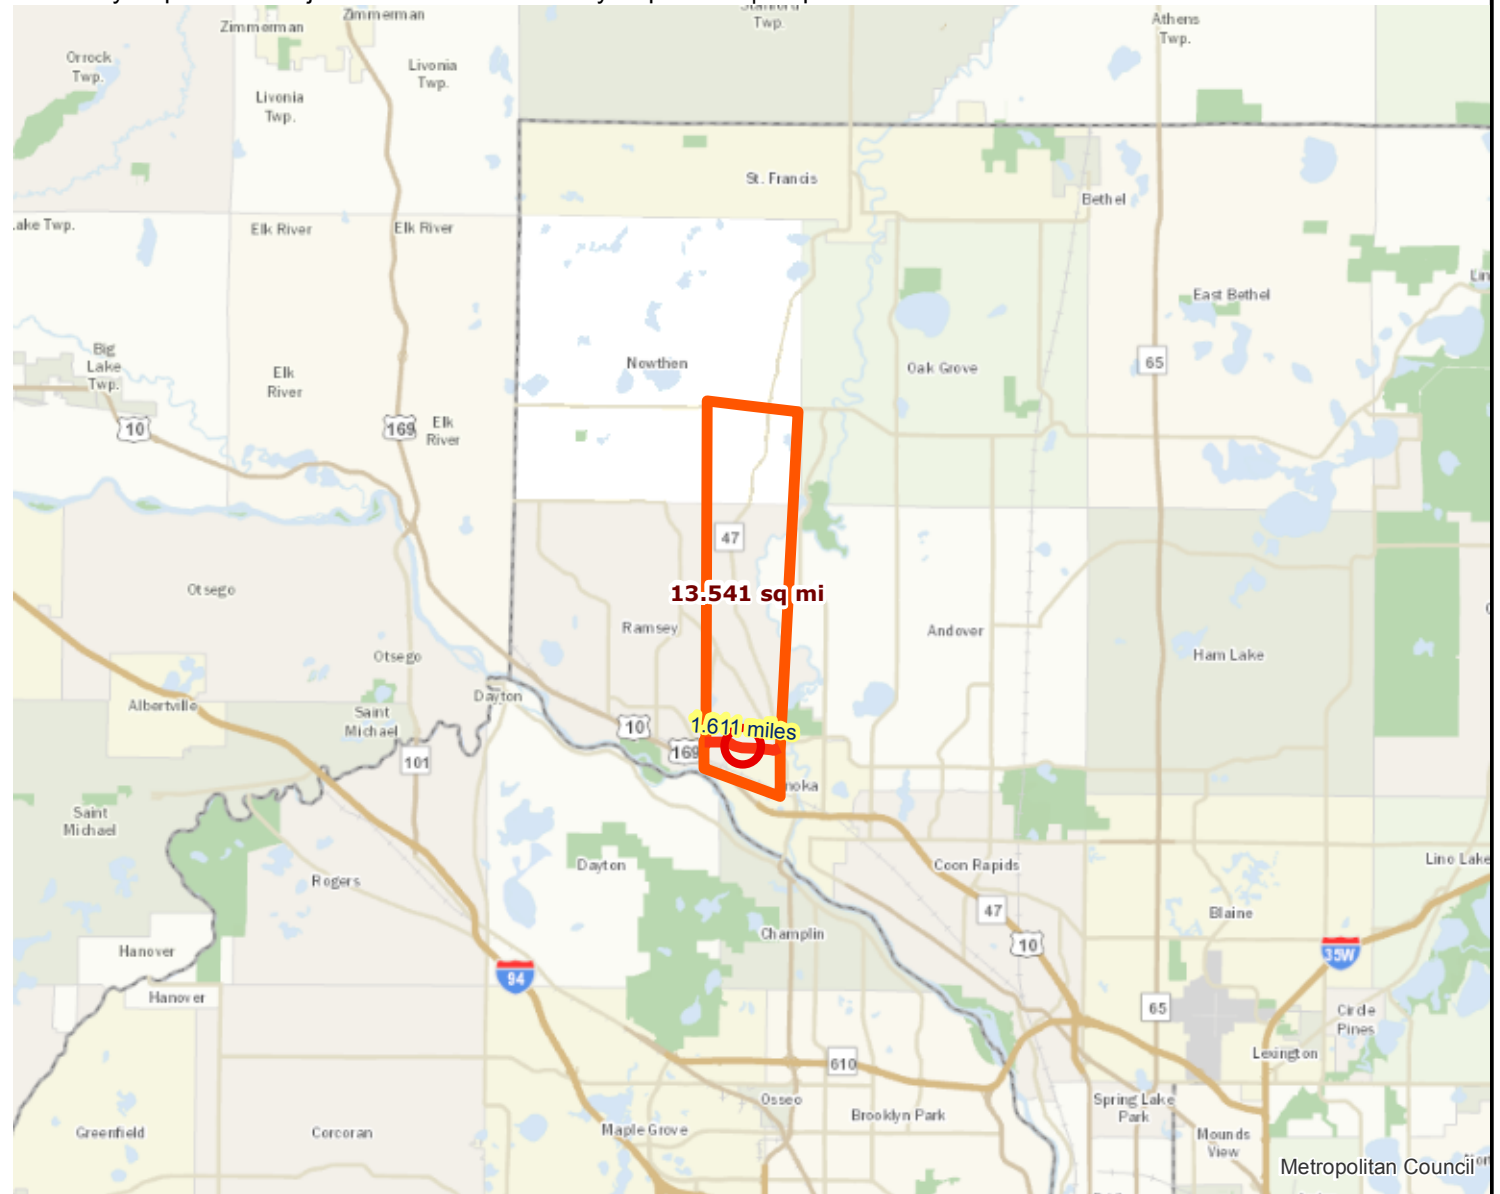 Zimmerman
Zimmerman
Twp.
Athens
Twp.
Orrock
Twp.
Livonia
Twp.
Livonia
Twp.
St. Francis
Bethel
ake Twp.
Elk River
Elk River
East Bethel
Big
Lake
Twp.
Nowthen
Oak Grove
65
Elk
River
10
169
Elk
River
47
13.541 sq mi
Otsego
Ramsey
Andover
Otsego
Ham Lake
Dayton
Albertville
Saint
Michael
10
1.611 miles
169
101
noka
Saint
Michael
Dayton
Coon Rapids
Lino Lake
Rogers
47
Blaine
Champlin
10
Hanover
35W
94
Hanover
65
Circle
Pines
Lexington
610
Osseo
Spring Lake
Park
Brooklyn Park
Greenfield
Corcoran
Maple Grove
Mounds
View
Metropolitan Council